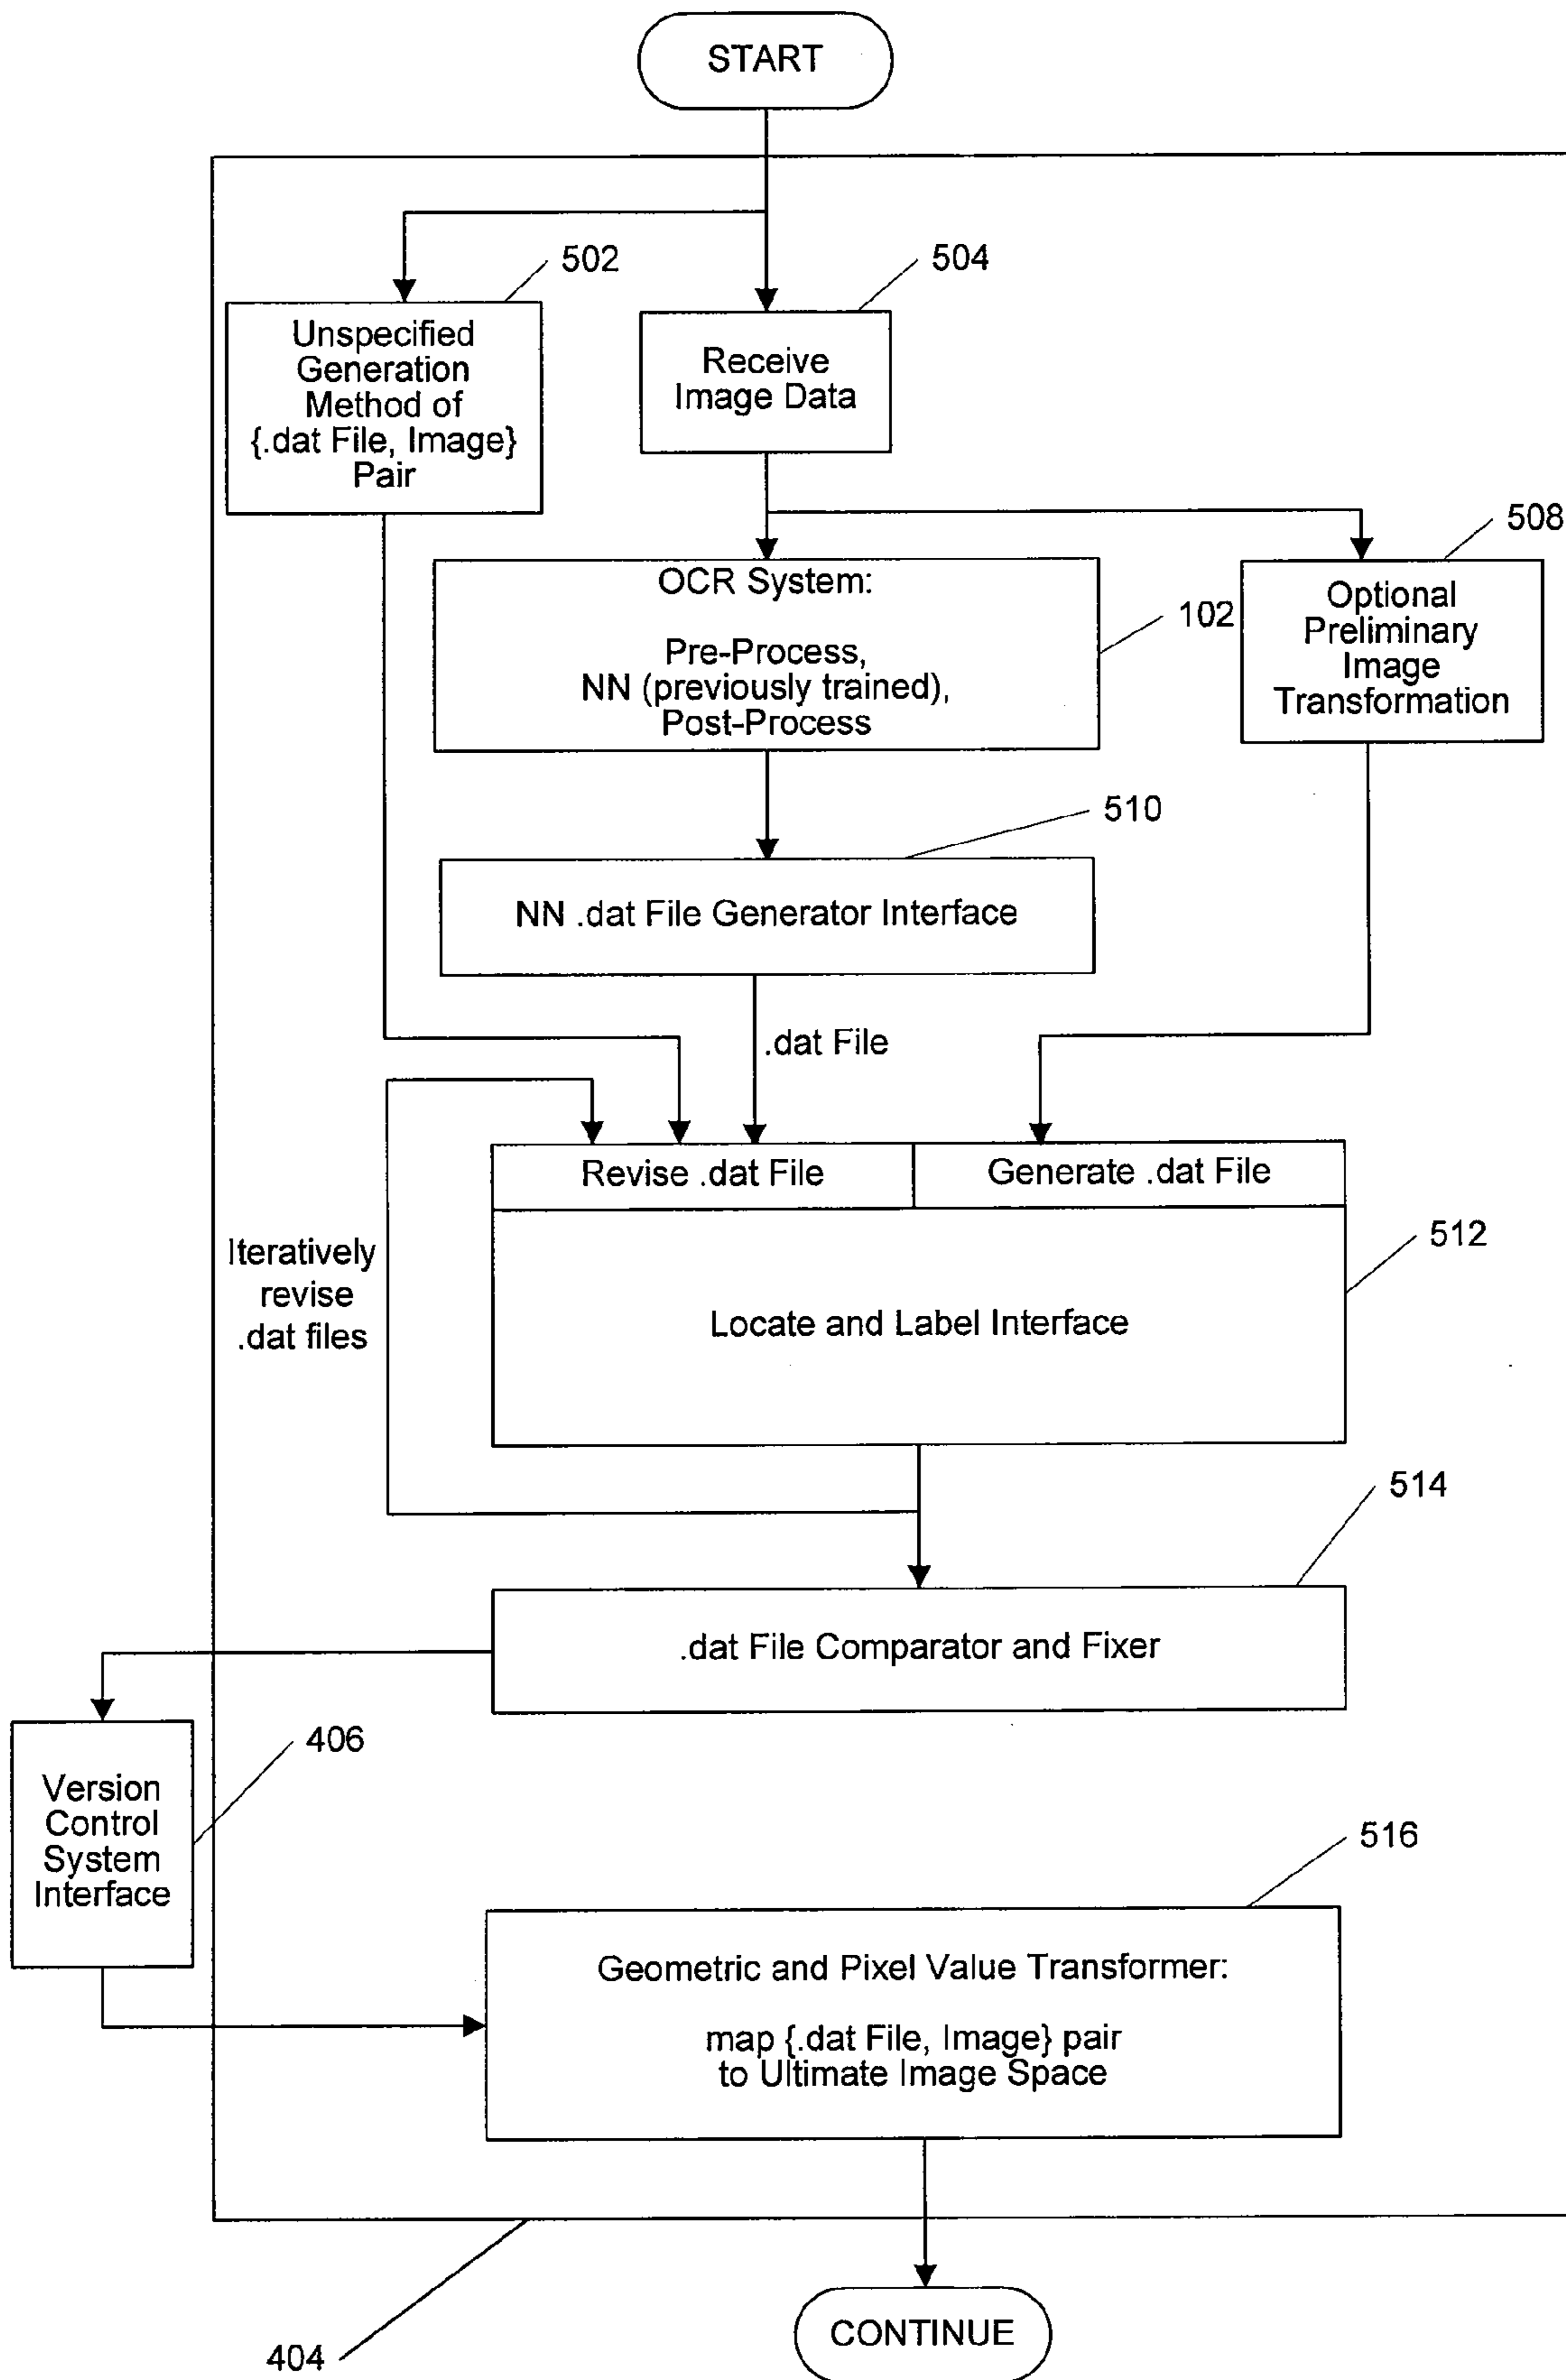 START
502
504
Unspecified
Generation
Method of
{.dat File, Image}
Pair
Receive
Image Data
508
OCR System:
Pre-Process,
NN (previously trained),
Post-Process
102
Optional
Preliminary
Image
Transformation
510
NN .dat File Generator Interface
.dat File
Revise .dat File
Generate .dat File
Iteratively
revise
.dat files
512
Locate and Label Interface
514
.dat File Comparator and Fixer
406
Version
Control
System
Interface
516
Geometric and Pixel Value Transformer:
map {.dat File, Image} pair
to Ultimate Image Space
404
CONTINUE